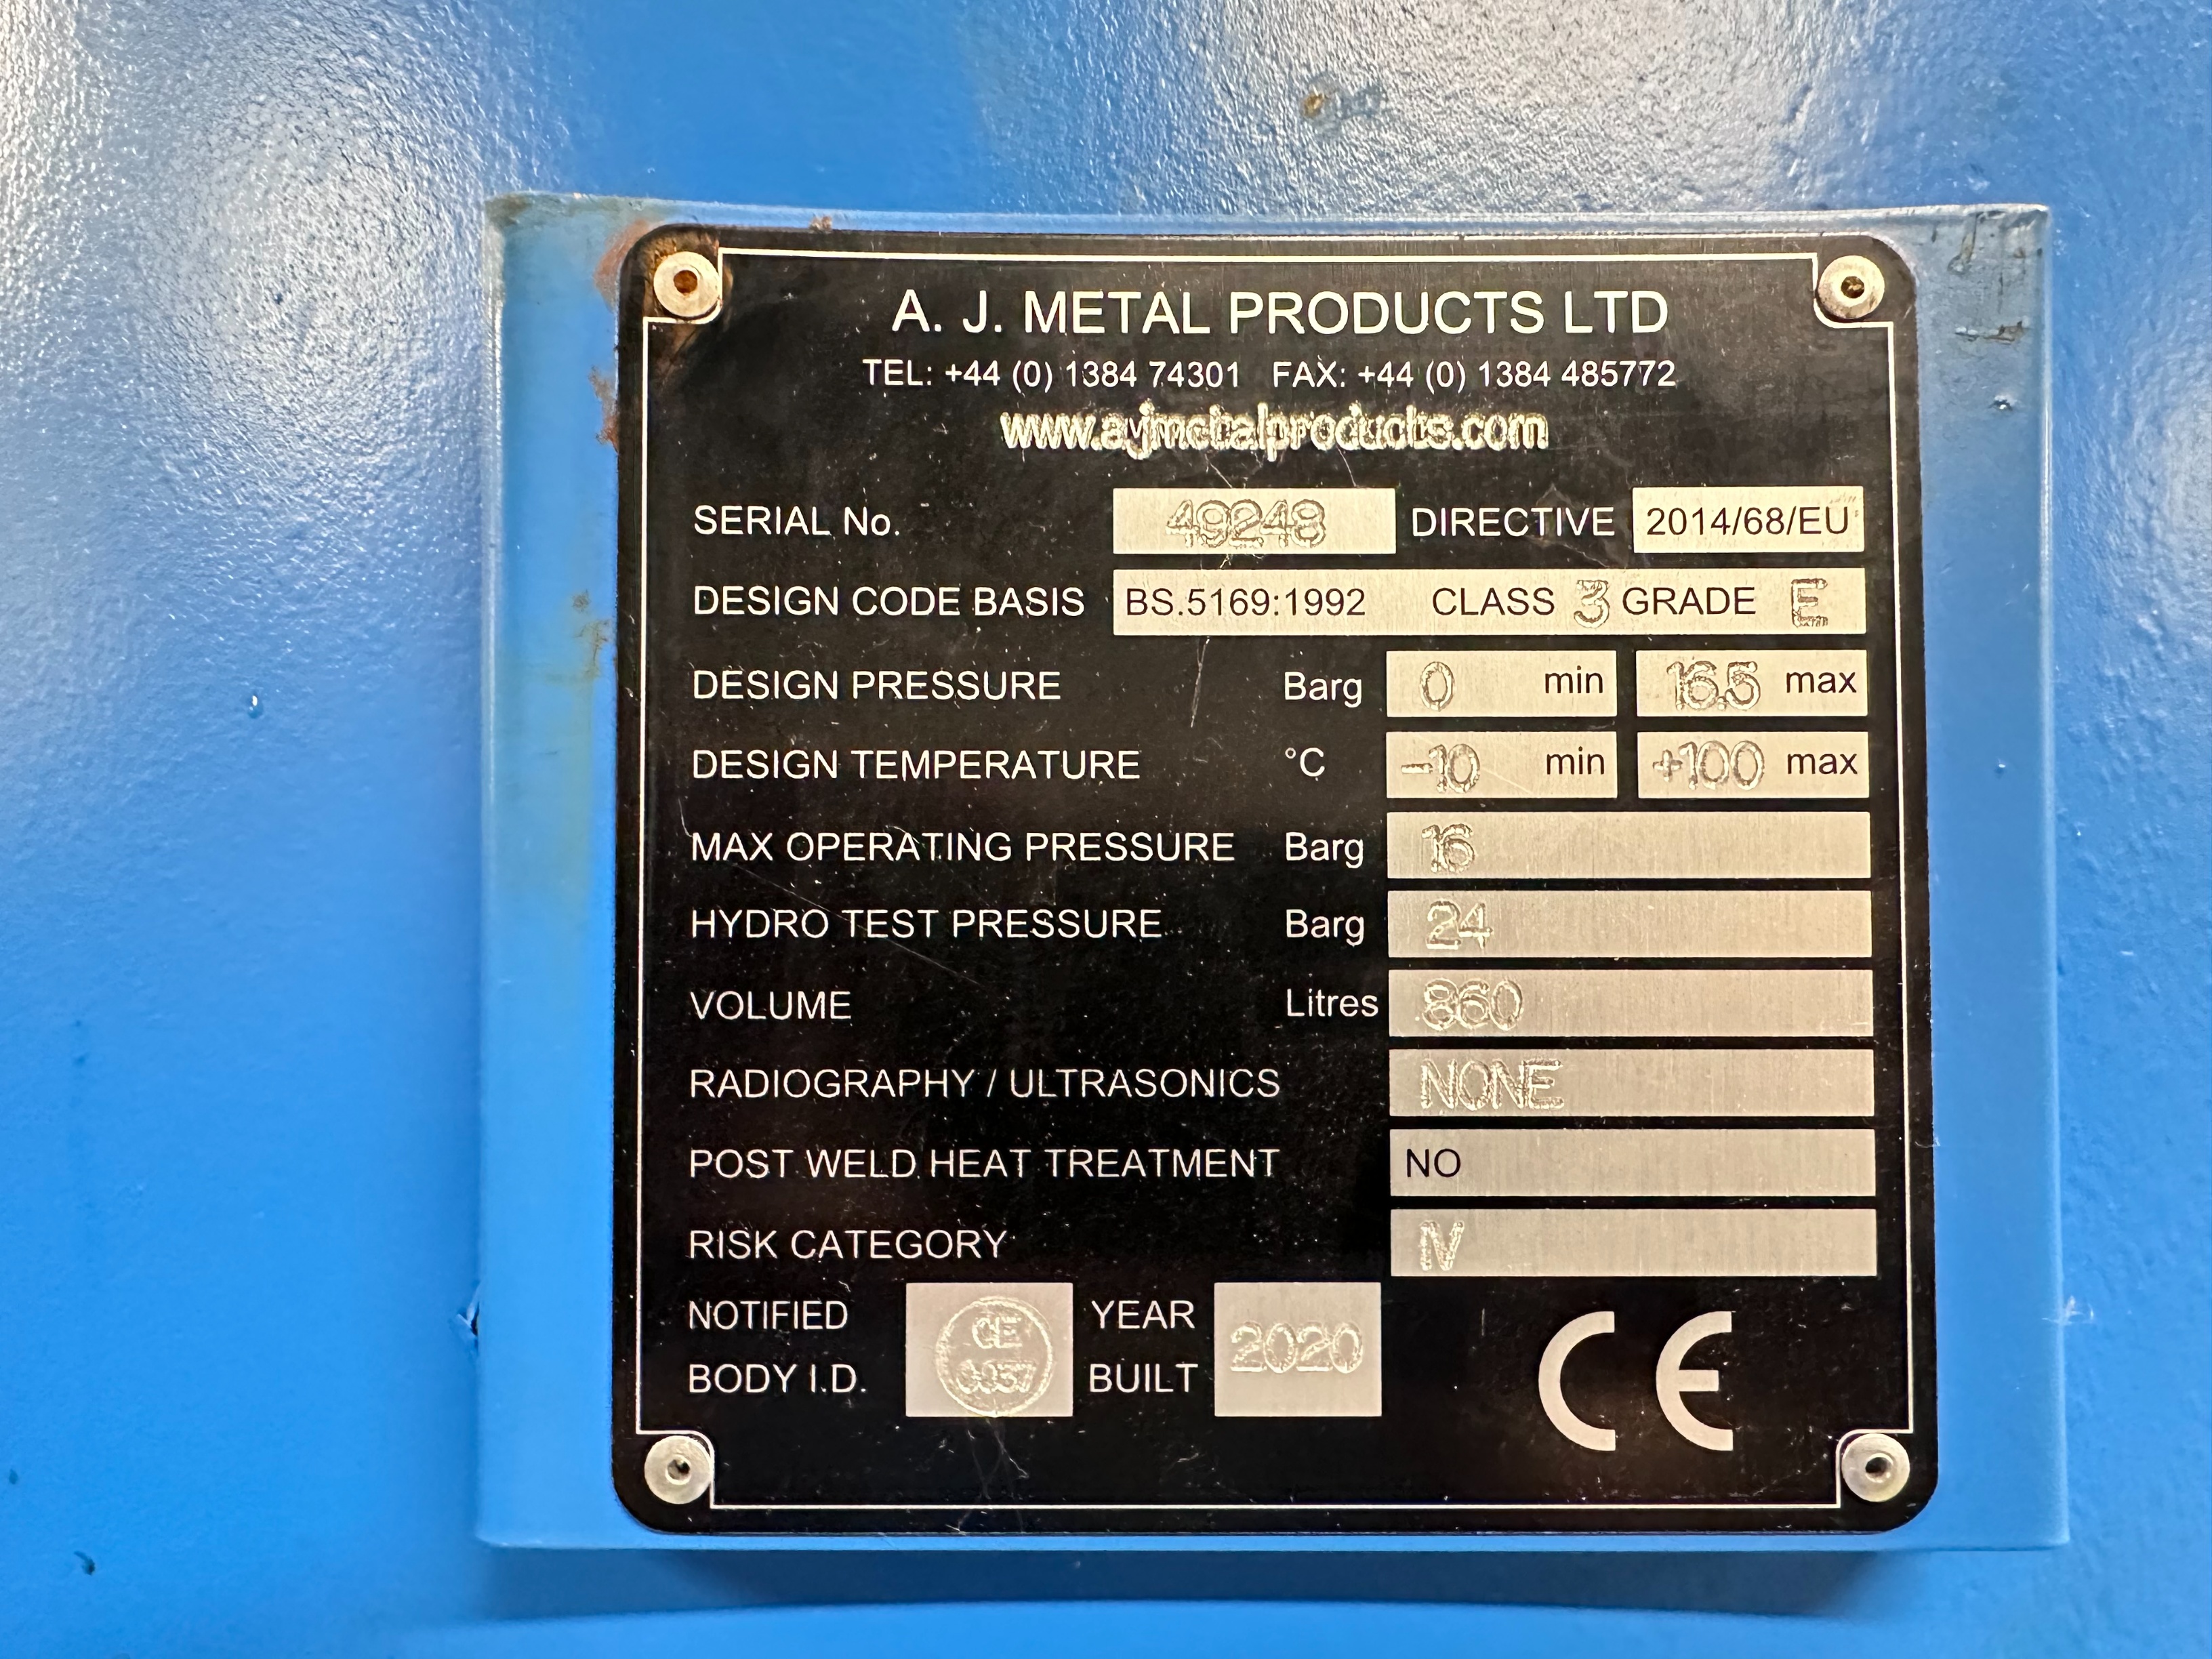 A. J. METAL PRODUCTS LTD
TEL: +44 (0) 1384 74301 FAX: +44 (0) 1384 485772
www.ajmetalproducts.com
SERIAL No. 49248 DIRECTIVE 2014/68/EU
DESIGN CODE BASIS BS.5169:1992 CLASS 3 GRADE E
DESIGN PRESSURE Barg 0 min 16.5 max
DESIGN TEMPERATURE °C -10 min +100 max
MAX OPERATING PRESSURE Barg 16
HYDRO TEST PRESSURE Barg 24
VOLUME Litres 860
RADIOGRAPHY / ULTRASONICS NONE
POST WELD HEAT TREATMENT NO
RISK CATEGORY IV
NOTIFIED BODY I.D. CE 0037 YEAR BUILT 2020 CE